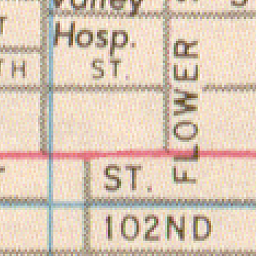 Valley
Hosp.
TH ST.
FLOWER
ST.
102ND